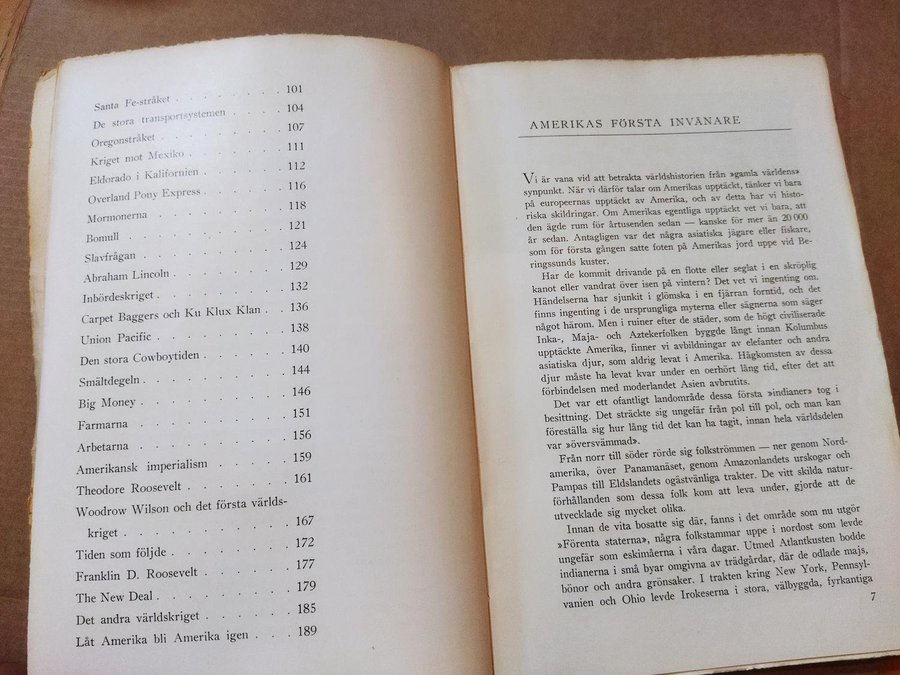 Santa Fe-stråket . . . . . . . . 101
De stora transportsystemen . . . . 104
Oregonstråket . . . . . . . . . 107
Kriget mot Mexiko . . . . . . . 111
Eldorado i Kalifornien . . . . . . 112
Overland Pony Express . . . . . . 116
Mormonerna . . . . . . . . . 118
Bomull . . . . . . . . . . . 121
Slavfrågan . . . . . . . . . . 124
Abraham Lincoln . . . . . . . . 129
Inbördeskriget . . . . . . . . . 132
Carpet Baggers och Ku Klux Klan . . 136
Union Pacific . . . . . . . . . 138
Den stora Cowboytiden . . . . . . 140
Smältdegeln . . . . . . . . . . 144
Big Money . . . . . . . . . . 146
Farmarna . . . . . . . . . . 151
Arbetarna . . . . . . . . . . 156
Amerikansk imperialism . . . . . 159
Theodore Roosevelt . . . . . . . 161
Woodrow Wilson och det första världs-
kriget . . . . . . . . . . 167
Tiden som följde . . . . . . . . 172
Franklin D. Roosevelt . . . . . . 177
The New Deal . . . . . . . . . 179
Det andra världskriget . . . . . . 185
Låt Amerika bli Amerika igen . . . 189
AMERIKAS FÖRSTA INVÅNARE
Vi är vana vid att betrakta världshistorien från »gamla världens»
synpunkt. När vi därför talar om Amerikas upptäckt, tänker vi bara
på europeernas upptäckt av Amerika, och av detta har vi histo-
riska skildringar. Om Amerikas egentliga upptäckt vet vi bara, att
den ägde rum för årtusenden sedan — kanske för mer än 20 000
år sedan. Antagligen var det några asiatiska jägare eller fiskare,
som för första gången satte foten på Amerikas jord uppe vid Be-
ringssunds kuster.
Har de kommit drivande på en flotte eller seglat i en skröplig
kanot eller vandrat över isen på vintern? Det vet vi ingenting om.
Händelserna har sjunkit i glömska i en fjärran forntid, och det
finns ingenting i de ursprungliga myterna eller sägnerna som säger
något härom. Men i ruiner efter de städer, som de högt civiliserade
Inka-, Maja- och Aztekerfolken byggde långt innan Kolumbus
upptäckte Amerika, finner vi avbildningar av elefanter och andra
asiatiska djur, som aldrig levat i Amerika. Hågkomsten av dessa
djur måste ha levat kvar under en oerhört lång tid, efter det att
förbindelsen med moderlandet Asien avbrutits.
Det var ett ofantligt landområde dessa första »indianer» tog i
besittning. Det sträckte sig ungefär från pol till pol, och man kan
föreställa sig hur lång tid det kan ha tagit, innan hela världsdelen
var »översvämmad».
Från norr till söder rörde sig folkströmmen — ner genom Nord-
amerika, över Panamanäset, genom Amazonlandets urskogar och
Pampas till Eldslandets ogästvänliga trakter. De vitt skilda natur-
förhållanden som dessa folk kom att leva under, gjorde att de
utvecklade sig mycket olika.
Innan de vita bosatte sig där, fanns i det område som nu utgör
»Förenta staterna», några folkstammar uppe i nordost som levde
ungefär som eskimåerna i våra dagar. Utmed Atlantkusten bodde
indianerna i små byar omgivna av trädgårdar, där de odlade majs,
bönor och andra grönsaker. I trakten kring New York, Pennsyl-
vanien och Ohio levde Irokeserna i stora, välbyggda, fyrkantiga
7